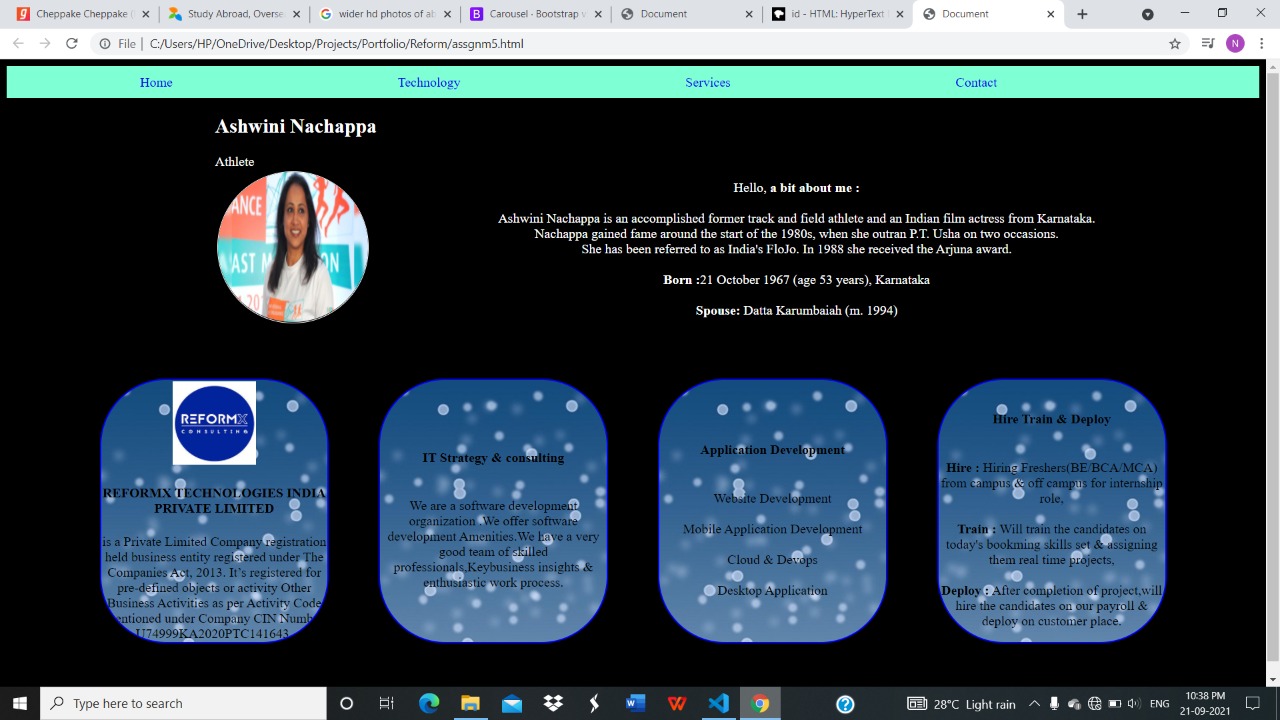 Cheppaka Cheppake (
Study Abroad, Overse
wider hd photos of ab
Carousel · Bootstrap v
Document
id - HTML: HyperText
Document
File | C:/Users/HP/OneDrive/Desktop/Projects/Portfolio/Reform/assgnm5.html
N
Home Technology Services Contact
Ashwini Nachappa
Athlete
ANCE
AST M ON
2017
Hello, a bit about me :
Ashwini Nachappa is an accomplished former track and field athlete and an Indian film actress from Karnataka.
Nachappa gained fame around the start of the 1980s, when she outran P.T. Usha on two occasions.
She has been referred to as India's FloJo. In 1988 she received the Arjuna award.
Born :21 October 1967 (age 53 years), Karnataka
Spouse: Datta Karumbaiah (m. 1994)
REFORMX
CONSULTING
REFORMX TECHNOLOGIES INDIA
PRIVATE LIMITED
is a Private Limited Company registration
held business entity registered under The
Companies Act, 2013. It's registered for
pre-defined objects or activity Other
Business Activities as per Activity Code
entioned under Company CIN Numb
U74999KA2020PTC141643
IT Strategy & consulting
We are a software development
organization .We offer software
development Amenities.We have a very
good team of skilled
professionals,Keybusiness insights &
enthusiastic work process.
Application Development
Website Development
Mobile Application Development
Cloud & Devops
Desktop Application
Hire Train & Deploy
Hire : Hiring Freshers(BE/BCA/MCA)
from campus & off campus for internship
role,
Train : Will train the candidates on
today's bookming skills set & assigning
them real time projects,
Deploy : After completion of project,will
hire the candidates on our payroll &
deploy on customer place.
Type here to search
28°C Light rain
ENG
10:38 PM
21-09-2021